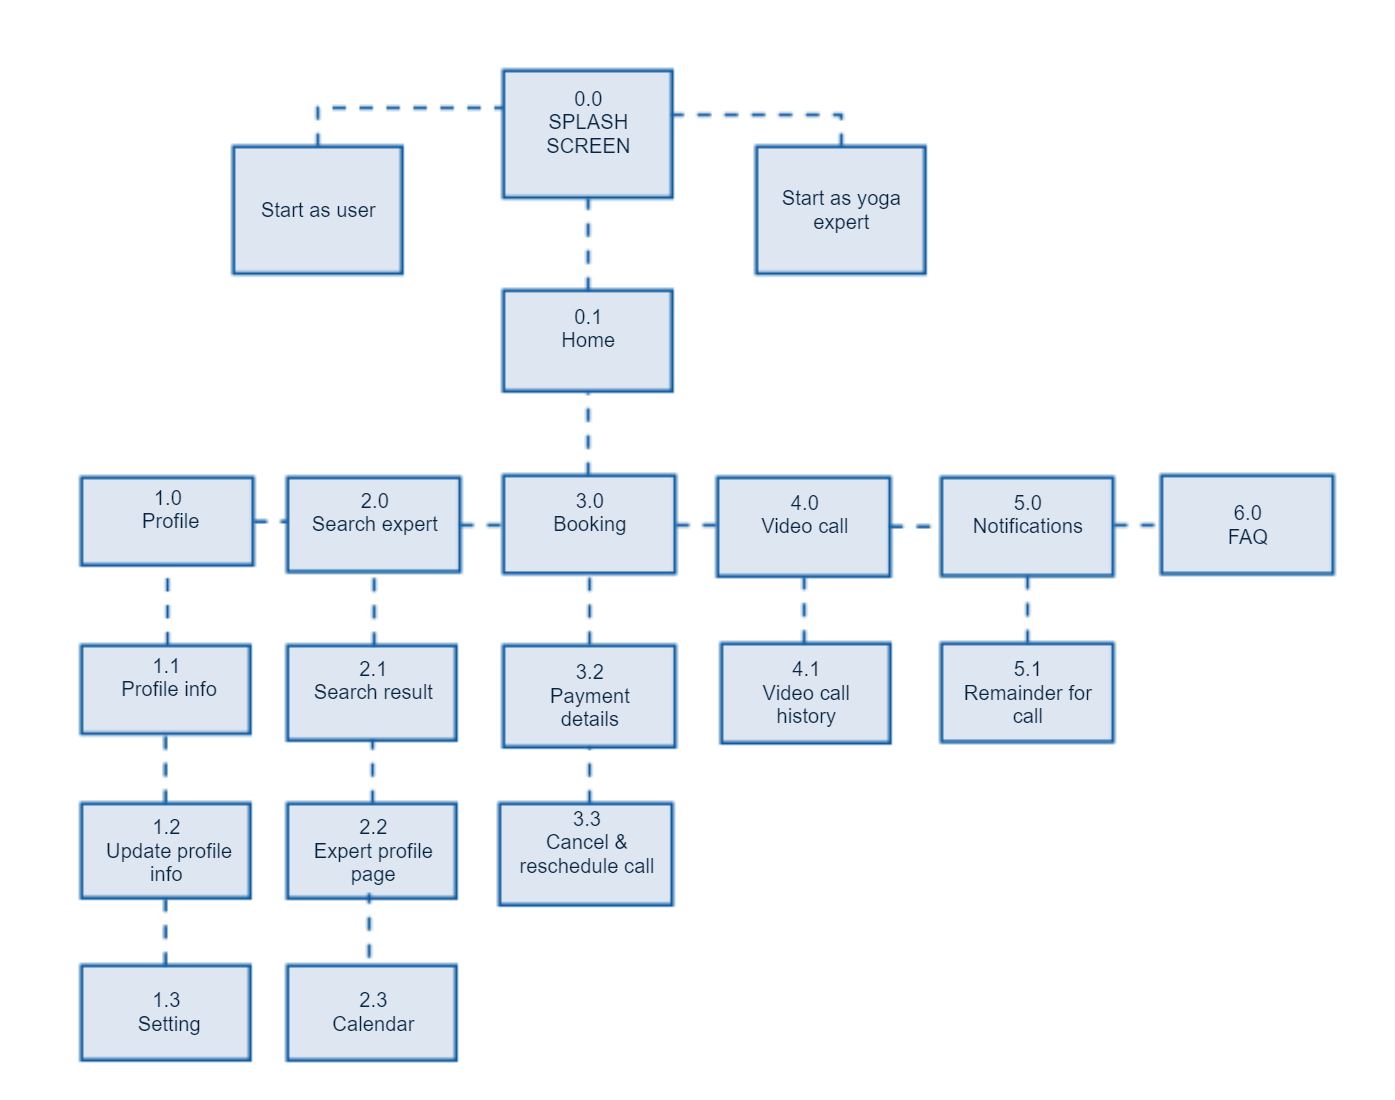 0.0
SPLASH
SCREEN
Start as user
Start as yoga
expert
0.1
Home
1.0
Profile
2.0
Search expert
3.0
Booking
4.0
Video call
5.0
Notifications
6.0
FAQ
1.1
Profile info
2.1
Search result
3.2
Payment
details
4.1
Video call
history
5.1
Remainder for
call
1.2
Update profile
info
2.2
Expert profile
page
3.3
Cancel &
reschedule call
1.3
Setting
2.3
Calendar